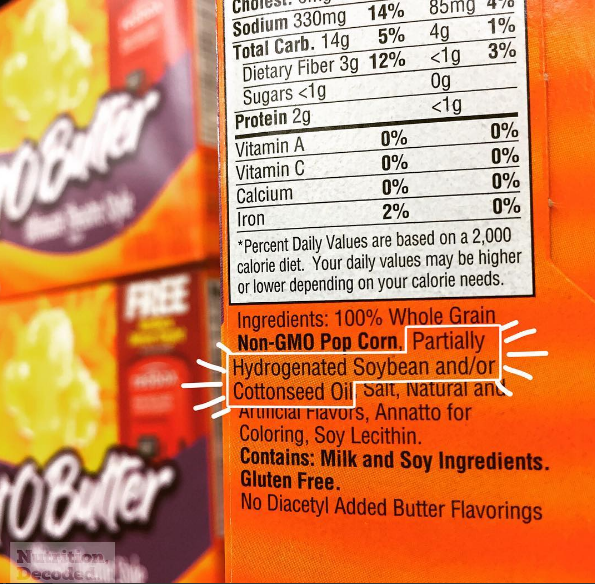 Cholest.
Sodium 330mg 14% 85mg 4%
Total Carb. 14g 5% 4g 1%
Dietary Fiber 3g 12% <1g 3%
Sugars <1g 0g
Protein 2g <1g
Vitamin A 0% 0%
Vitamin C 0% 0%
Calcium 0% 0%
Iron 2% 0%
*Percent Daily Values are based on a 2,000
calorie diet. Your daily values may be higher
or lower depending on your calorie needs.
Ingredients: 100% Whole Grain
Non-GMO Pop Corn, Partially
Hydrogenated Soybean and/or
Cottonseed Oil, Salt, Natural and
Artificial Flavors, Annatto for
Coloring, Soy Lecithin.
Contains: Milk and Soy Ingredients.
Gluten Free.
No Diacetyl Added Butter Flavorings
O Butter
FREE
O Butter
Nutrition.
Decoded.